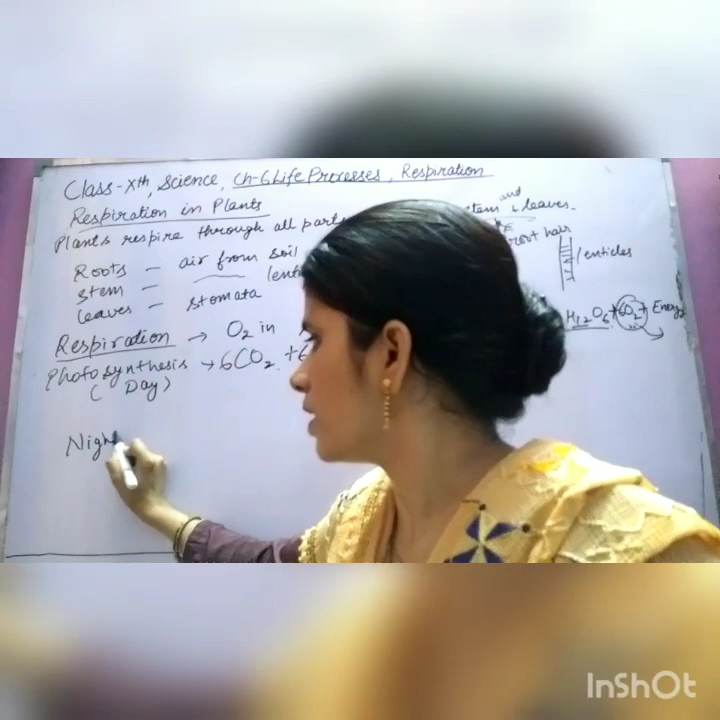 Class-Xth, Science, Ch-6 Life Processes, Respiration
Respiration in Plants
Plants respire through all part stem and & leaves.
Roots - air from soil root hair
Stem - lent
leaves - stomata
lenticles
Respiration → O2 in
Photosynthesis → 6CO2 + 6 H12O6 + 6O2 + Energy
( Day )
Nigh
InShOt